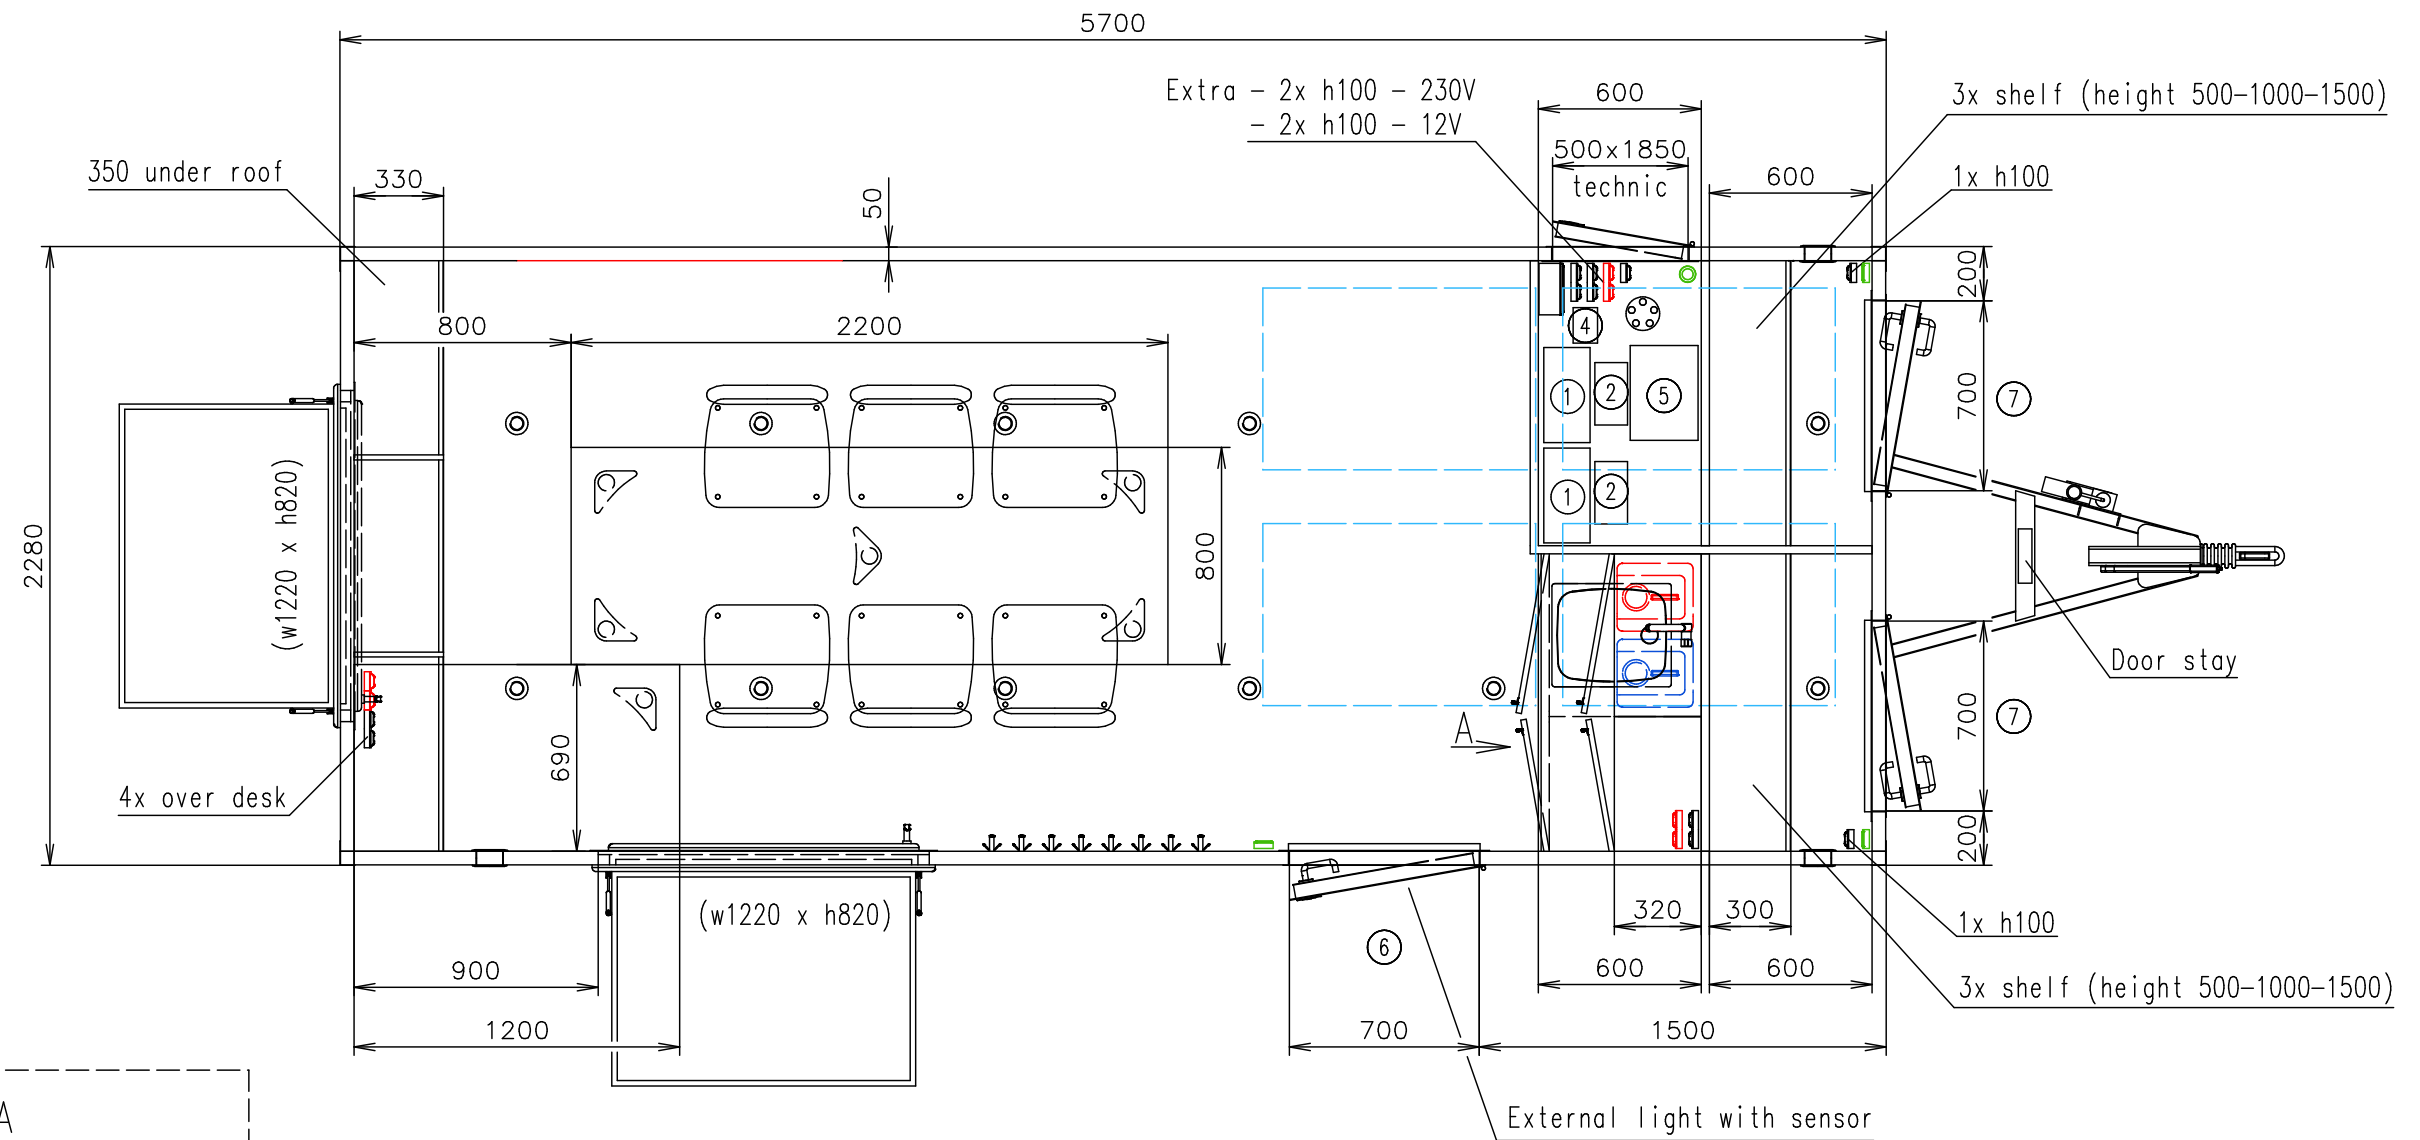 5700
Extra - 2x h100 - 230V
- 2x h100 - 12V
600
3x shelf (height 500-1000-1500)
500x1850
technic
350 under roof
330
50
600
1x h100
200
800
2200
4
700
7
1
2
5
(w1220 x h820)
2280
1
2
800
Door stay
690
A
700
7
4x over desk
200
(w1220 x h820)
320
300
1x h100
6
900
600
600
3x shelf (height 500-1000-1500)
1200
700
1500
A
External light with sensor